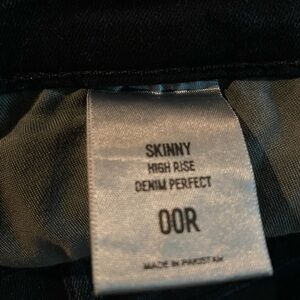 SKINNY
HIGH RISE
DENIM PERFECT
00R
MADE IN PAKISTAN